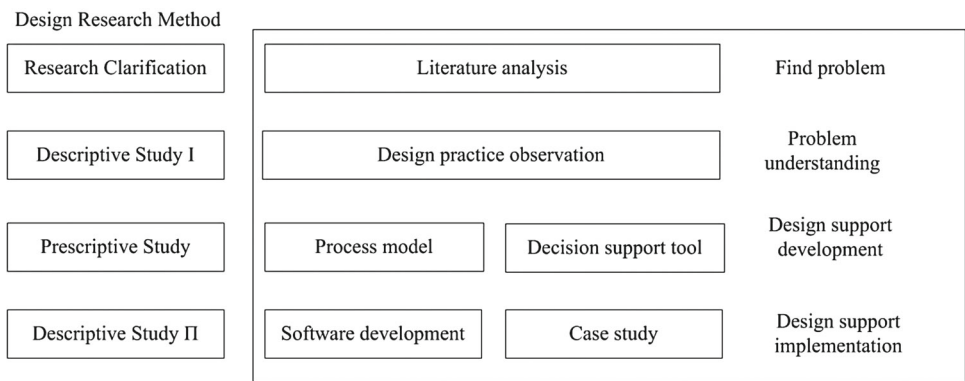 Design Research Method
Research Clarification
Literature analysis
Find problem
Descriptive Study I
Design practice observation
Problem
understanding
Prescriptive Study
Process model
Decision support tool
Design support
development
Descriptive Study Π
Software development
Case study
Design support
implementation